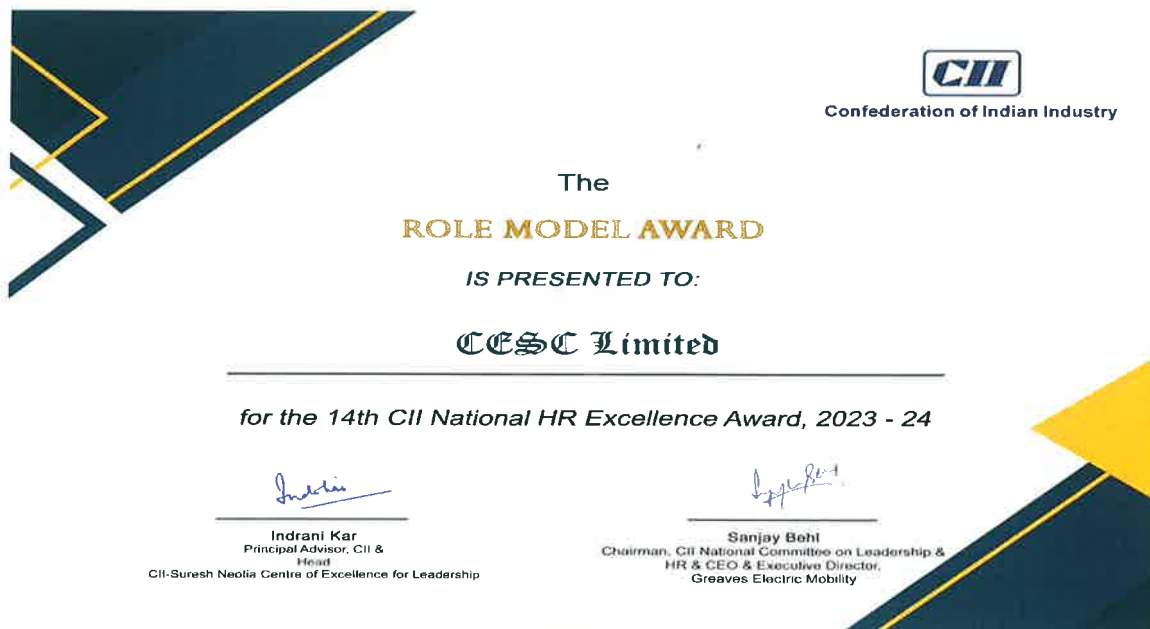 CII
Confederation of Indian Industry
The
ROLE MODEL AWARD
IS PRESENTED TO:
CESC Limited
for the 14th CII National HR Excellence Award, 2023 - 24
Indrani Kar
Principal Advisor, CII &
Head
CII-Suresh Neotia Centre of Excellence for Leadership
Sanjay Behl
Chairman, CII National Committee on Leadership &
HR & CEO & Executive Director,
Greaves Electric Mobility